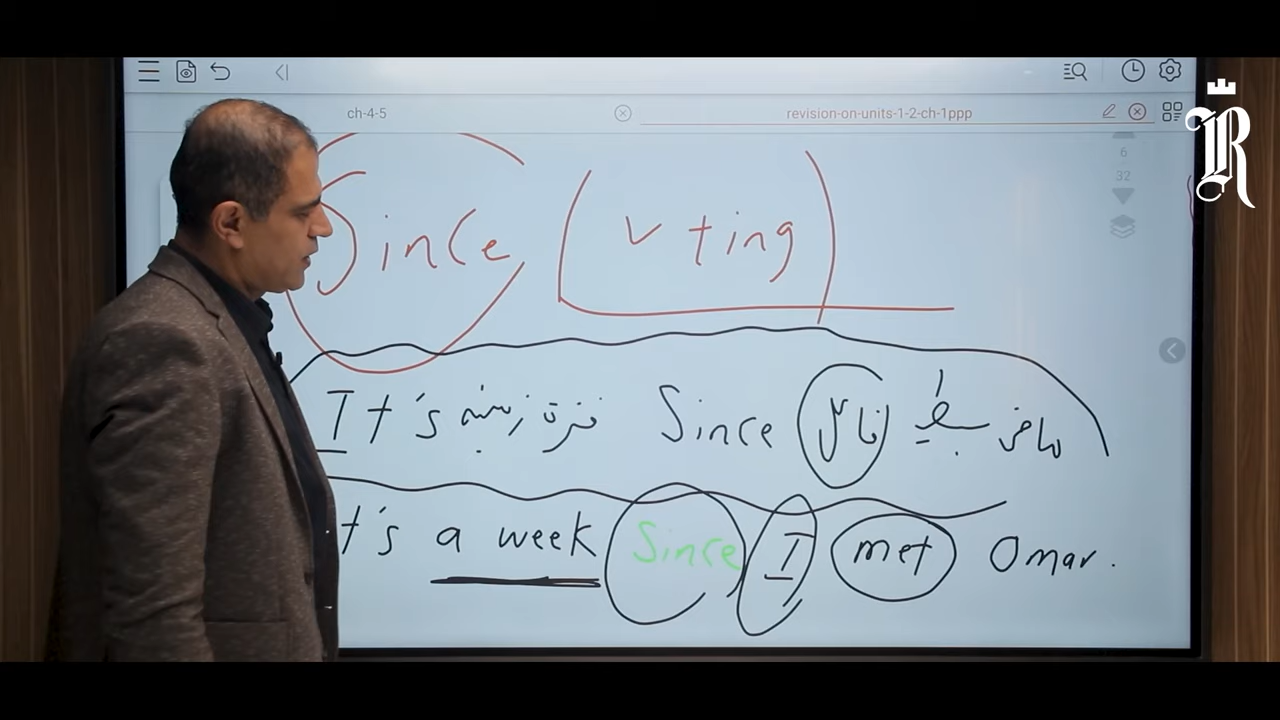 ch-4-5
revision-on-units-1-2-ch-1ppp
R
6
32
Since (v + ing)
It's فترة زمنية Since فاعل ماضي بسيط
t's a week Since I met Omar.